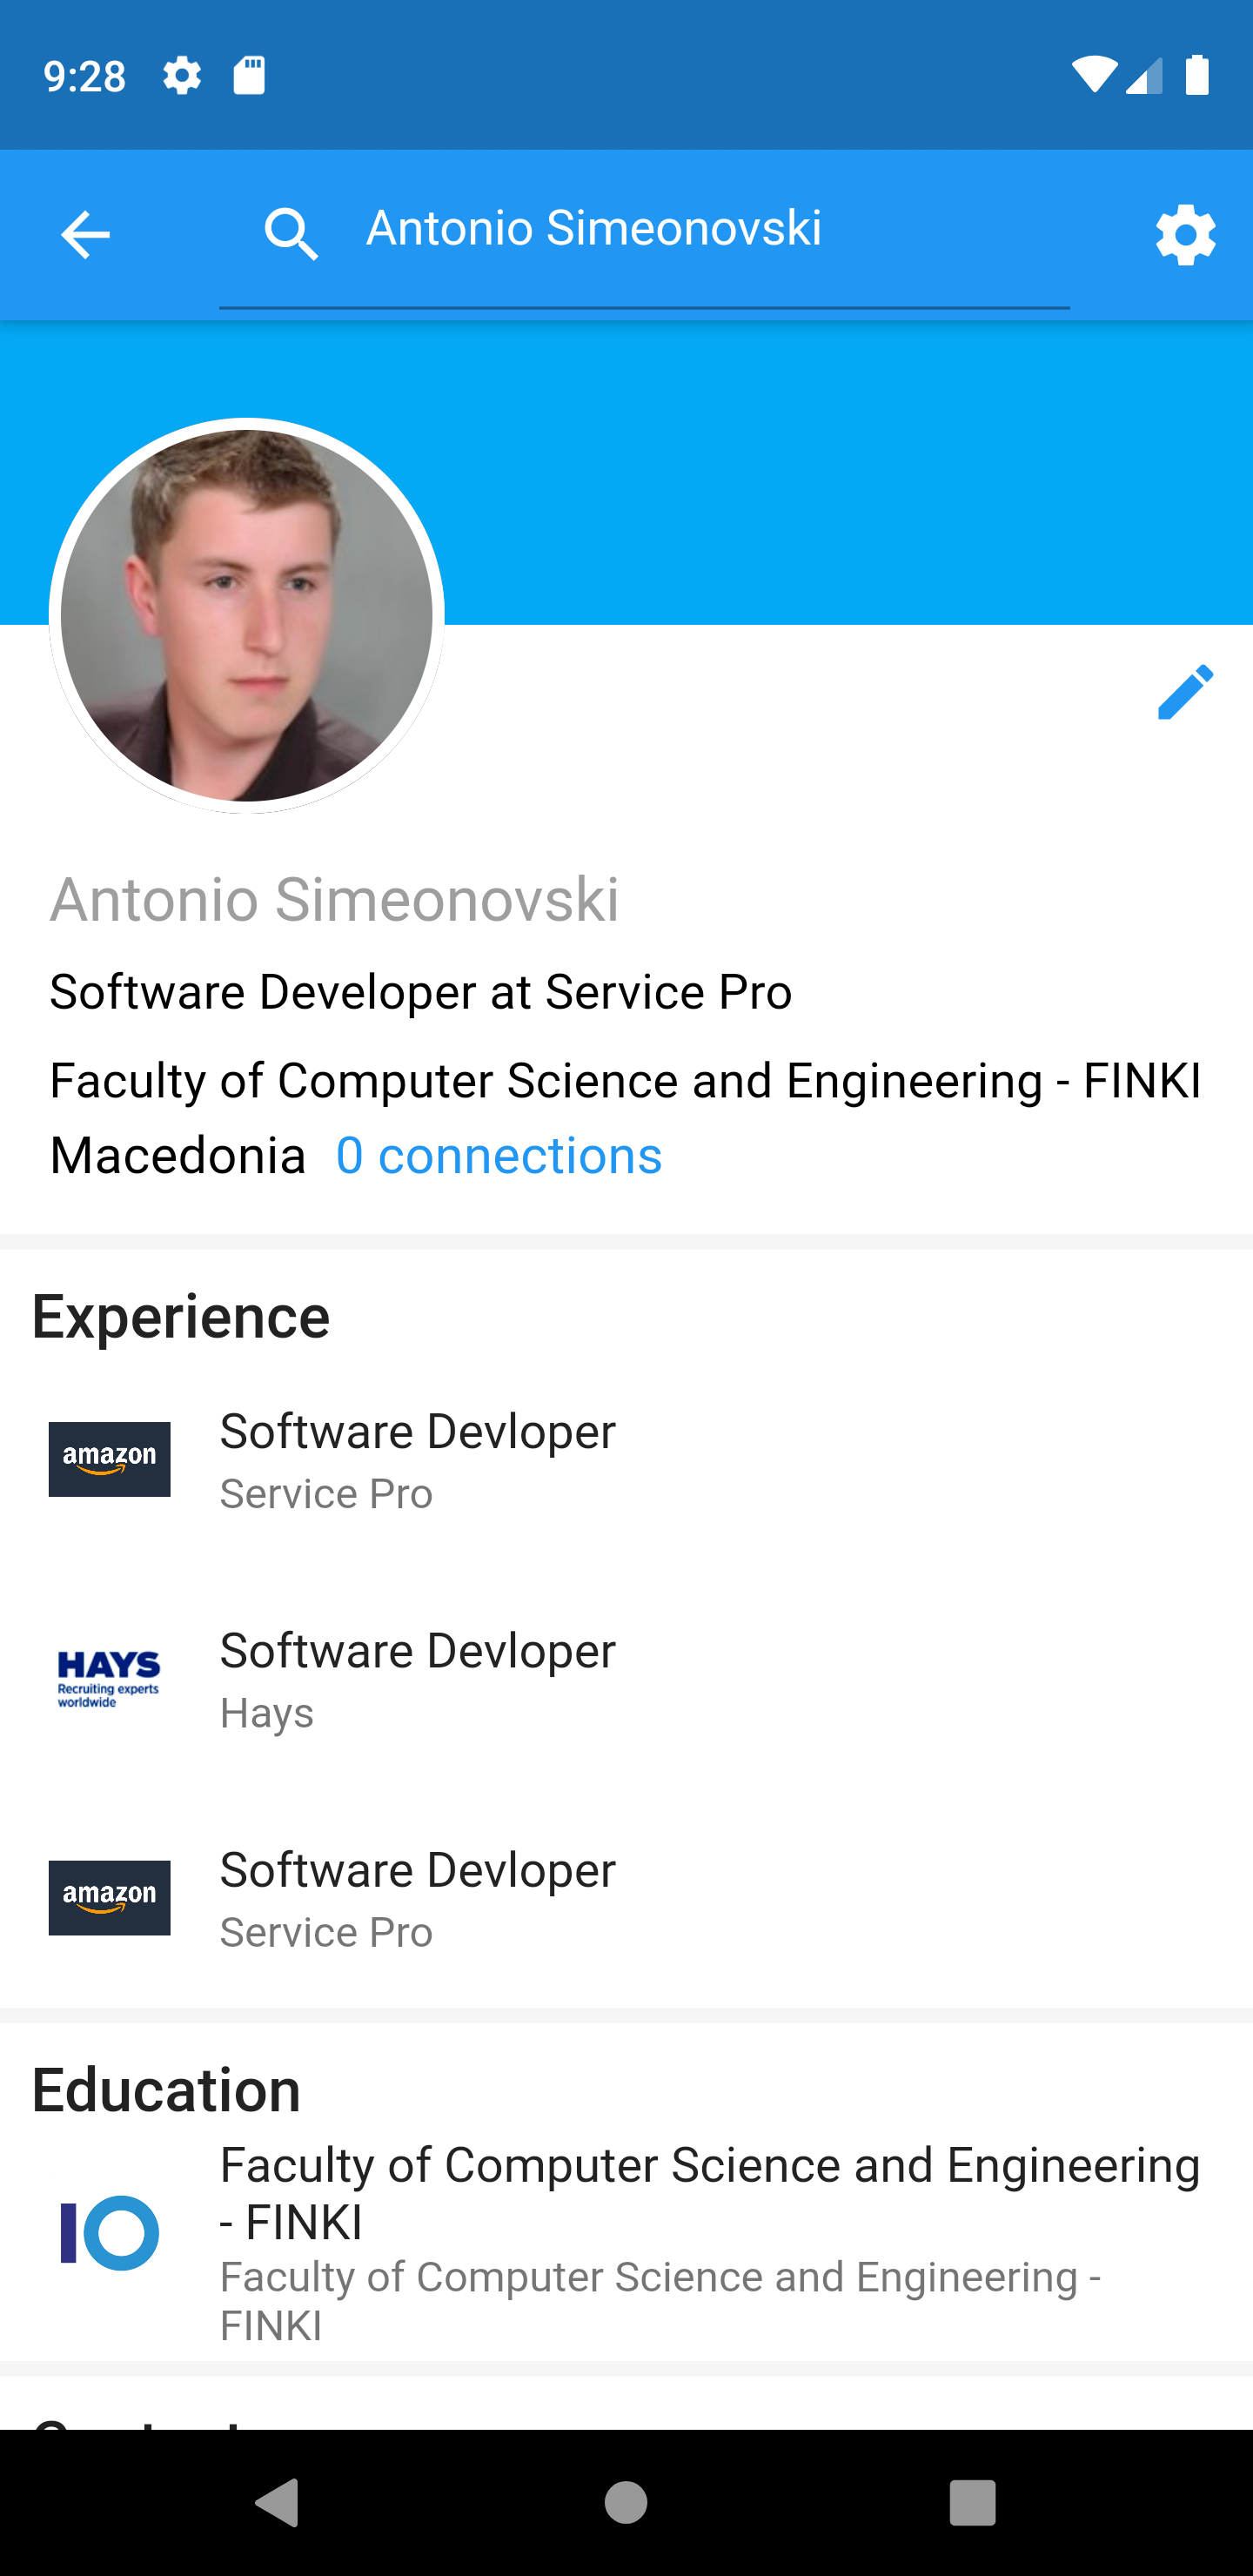 9:28
Antonio Simeonovski
Antonio Simeonovski
Software Developer at Service Pro
Faculty of Computer Science and Engineering - FINKI
Macedonia 0 connections
Experience
amazon
Software Devloper
Service Pro
HAYS
Recruiting experts
worldwide
Software Devloper
Hays
amazon
Software Devloper
Service Pro
Education
IO
Faculty of Computer Science and Engineering
- FINKI
Faculty of Computer Science and Engineering -
FINKI